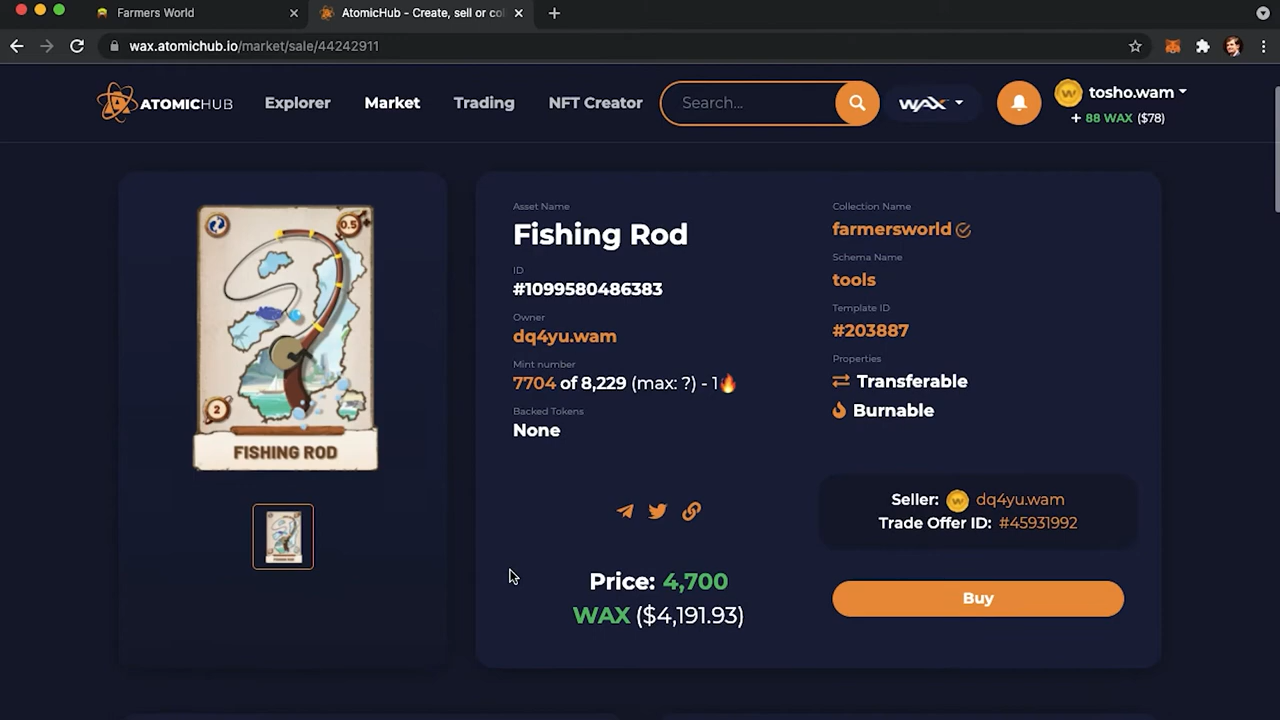 Farmers World
AtomicHub - Create, sell or co
wax.atomichub.io/market/sale/44242911
ATOMICHUB
Explorer
Market
Trading
NFT Creator
Search...
WAX
tosho.wam
+ 88 WAX ($78)
0.5
2
FISHING ROD
Asset Name
Fishing Rod
ID
#1099580486383
Owner
dq4yu.wam
Mint number
7704 of 8,229 (max: ?) - 1🔥
Backed Tokens
None
Collection Name
farmersworld
Schema Name
tools
Template ID
#203887
Properties
Transferable
Burnable
Seller: dq4yu.wam
Trade Offer ID: #45931992
Price: 4,700
WAX ($4,191.93)
Buy